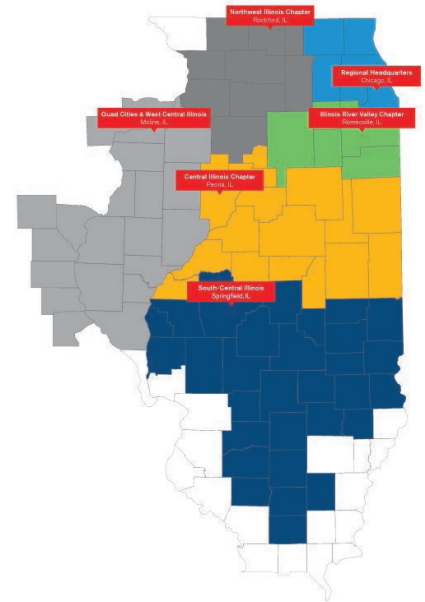 Northwest Illinois Chapter
Rockford, IL
Regional Headquarters
Chicago, IL
Quad Cities & West Central Illinois
Moline, IL
Illinois River Valley Chapter
Romeoville, IL
Central Illinois Chapter
Peoria, IL
South-Central Illinois
Springfield, IL